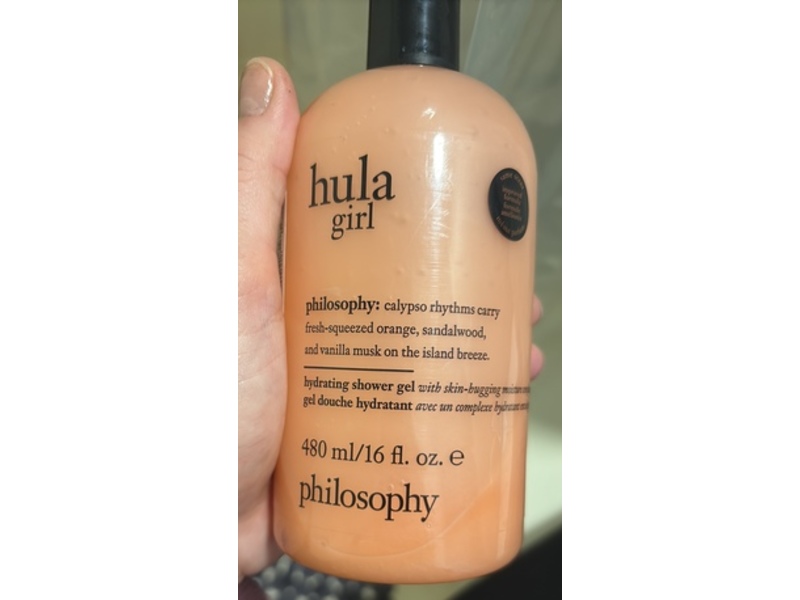 hula
girl
philosophy: calypso rhythms carry
fresh-squeezed orange, sandalwood,
and vanilla musk on the island breeze.
hydrating shower gel with skin-hugging
gel douche hydratant avec un complexe hydratant
480 ml/16 fl. oz. e
philosophy